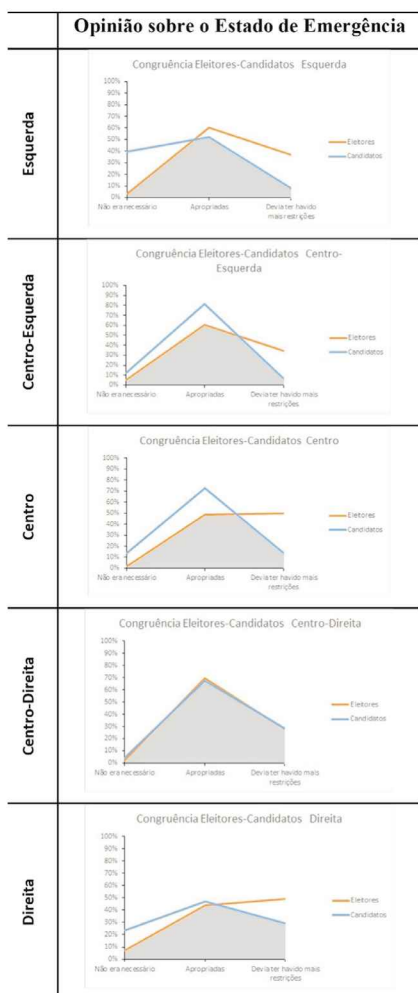 Opinião sobre o Estado de Emergência
Esquerda
Congruência Eleitores-Candidatos Esquerda
100%
90%
80%
70%
60%
50%
40%
30%
20%
10%
0%
Não era necessário
Apropriadas
Devia ter havido
mais restrições
Eleitores
Candidatos
Centro-Esquerda
Congruência Eleitores-Candidatos Centro-
Esquerda
100%
90%
80%
70%
60%
50%
40%
30%
20%
10%
0%
Não era necessário
Apropriadas
Devia ter havido mais
restrições
Eleitores
Candidatos
Centro
Congruência Eleitores-Candidatos Centro
100%
90%
80%
70%
60%
50%
40%
30%
20%
10%
0%
Não era necessário
Apropriadas
Devia ter havido mais
restrições
Eleitores
Candidatos
Centro-Direita
Congruência Eleitores-Candidatos Centro-Direita
100%
90%
80%
70%
60%
50%
40%
30%
20%
10%
0%
Não era necessário
Apropriadas
Devia ter havido mais
restrições
Eleitores
Candidatos
Direita
Congruência Eleitores-Candidatos Direita
100%
90%
80%
70%
60%
50%
40%
30%
20%
10%
0%
Não era necessário
Apropriadas
Devia ter havido mais
restrições
Eleitores
Candidatos